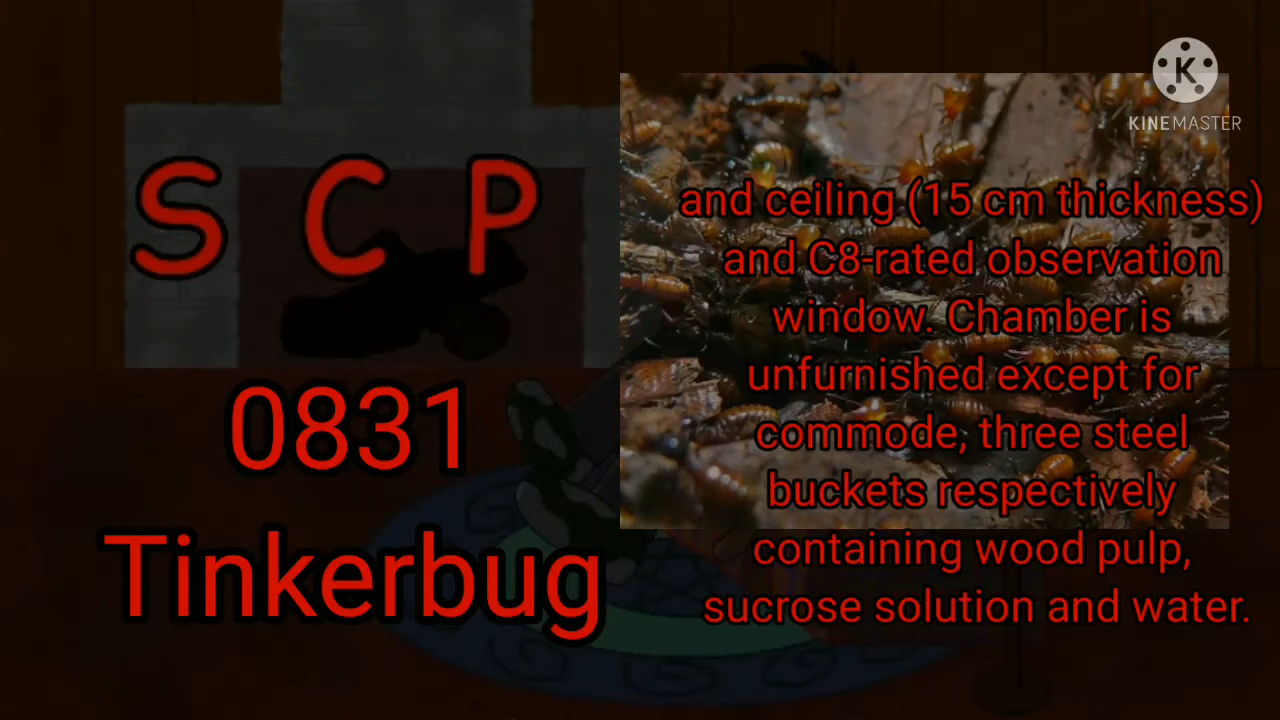 S C P
0831
Tinkerbug
and ceiling (15 cm thickness)
and C8-rated observation
window. Chamber is
unfurnished except for
commode, three steel
buckets respectively
containing wood pulp,
sucrose solution and water.
K
KINEMASTER